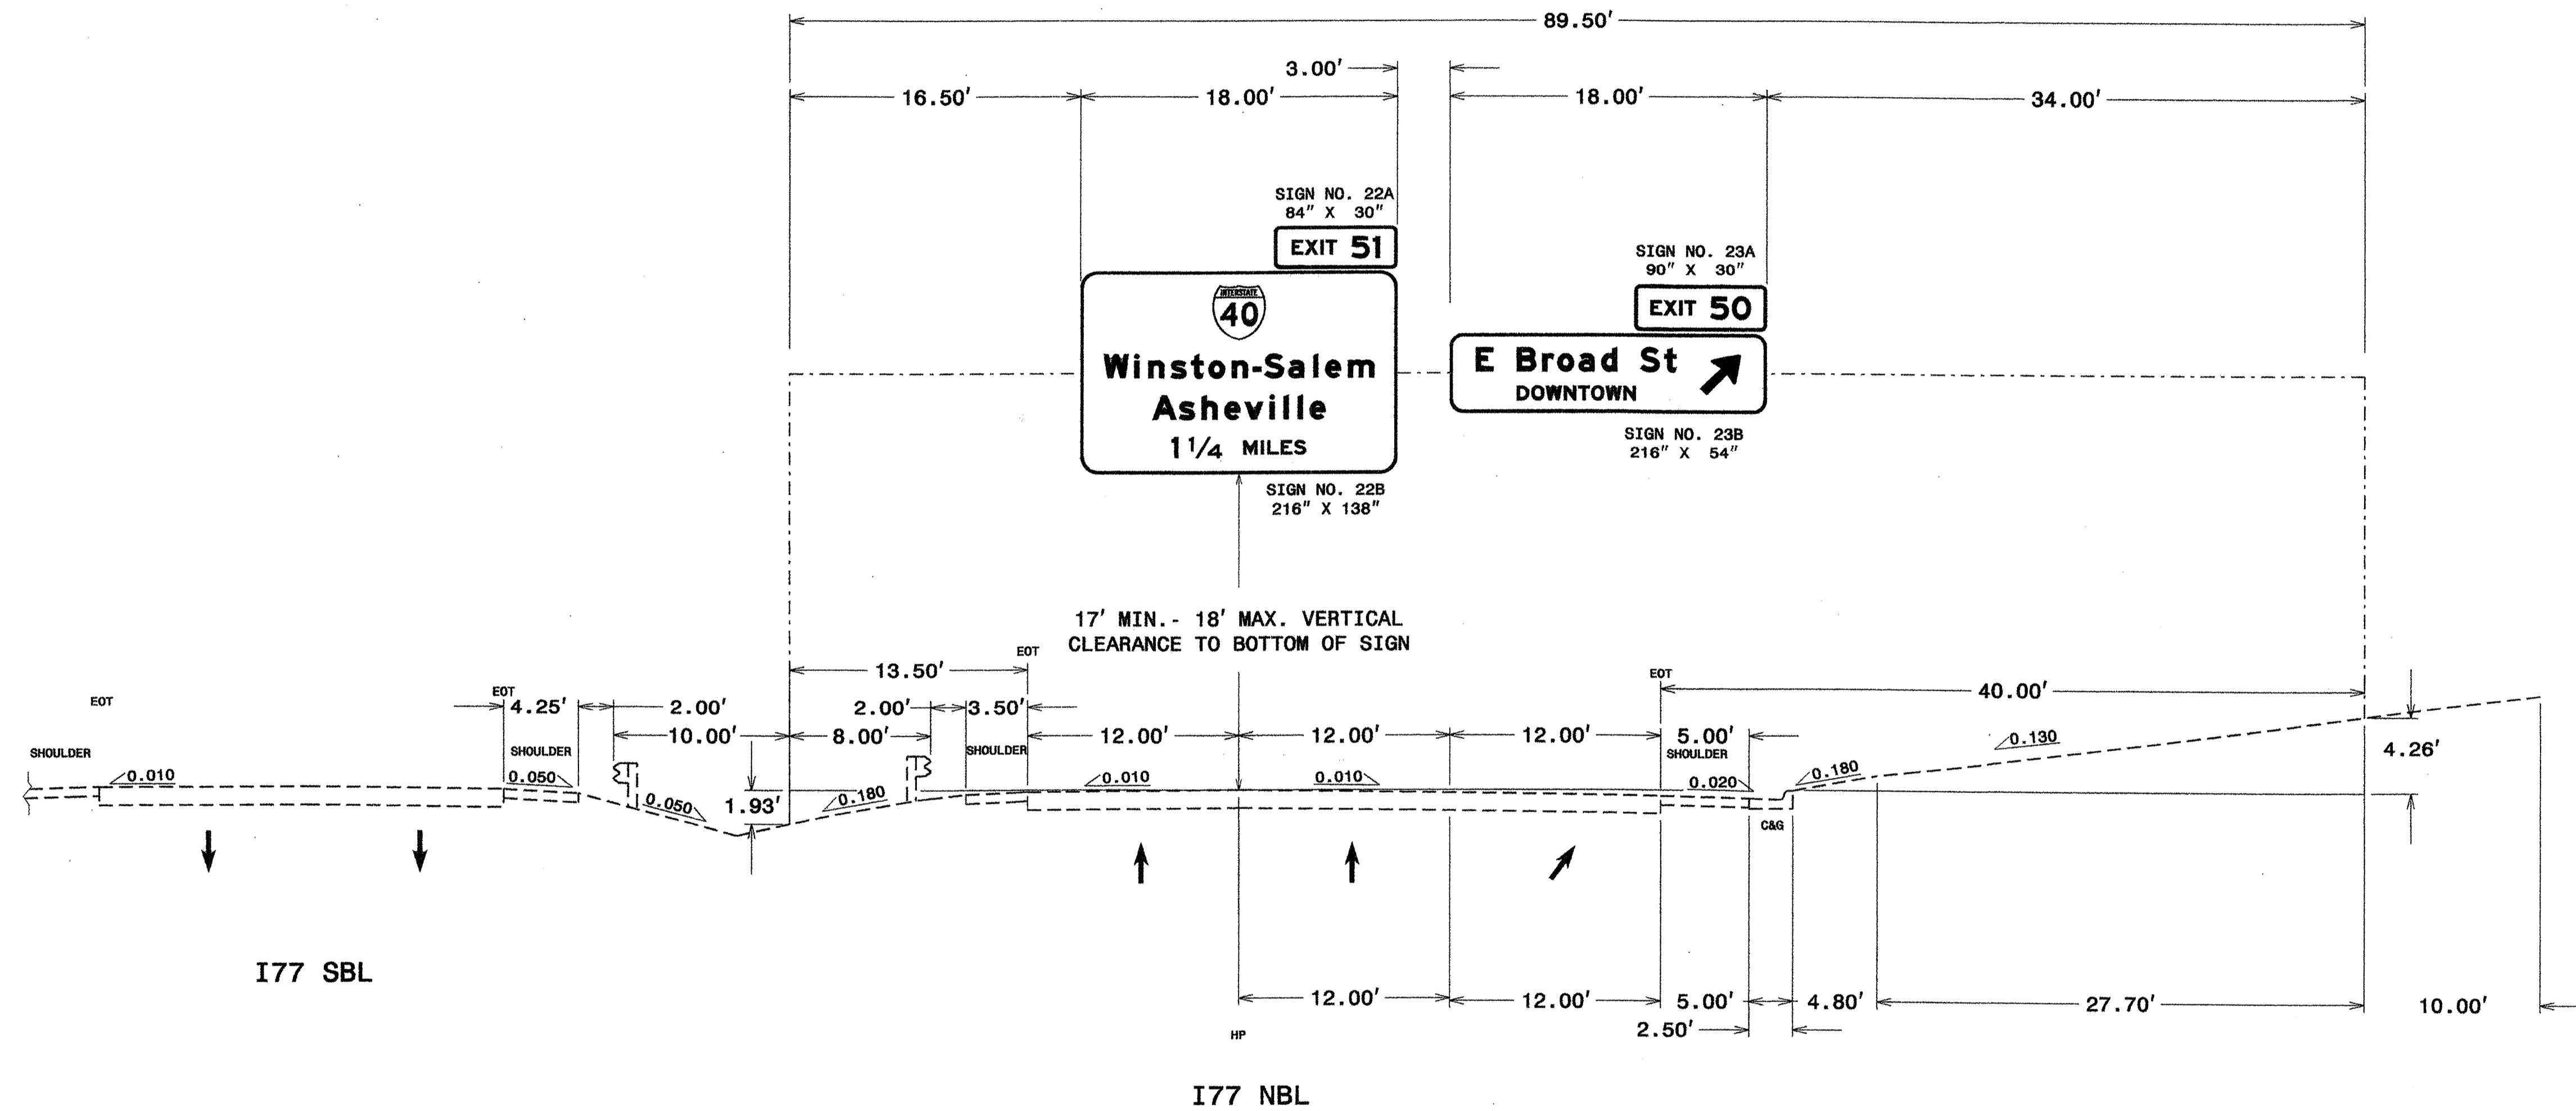 89.50'
3.00'
16.50' 18.00' 18.00' 34.00'
SIGN NO. 22A
84" X 30"
EXIT 51
SIGN NO. 23A
90" X 30"
EXIT 50
INTERSTATE
40
Winston-Salem
Asheville
1 1/4 MILES
E Broad St
DOWNTOWN
SIGN NO. 23B
216" X 54"
SIGN NO. 22B
216" X 138"
17' MIN.- 18' MAX. VERTICAL
CLEARANCE TO BOTTOM OF SIGN
EOT
13.50'
EOT
40.00'
EOT
EOT
4.25' 2.00' 2.00' 3.50'
10.00' 8.00' 12.00' 12.00' 12.00' 5.00'
SHOULDER SHOULDER SHOULDER SHOULDER
0.130
4.26'
0.010 0.050 0.050 1.93' 0.180 0.010 0.010 0.020 0.180
C&G
I77 SBL
12.00' 12.00' 5.00' 4.80' 27.70' 10.00'
2.50'
HP
I77 NBL